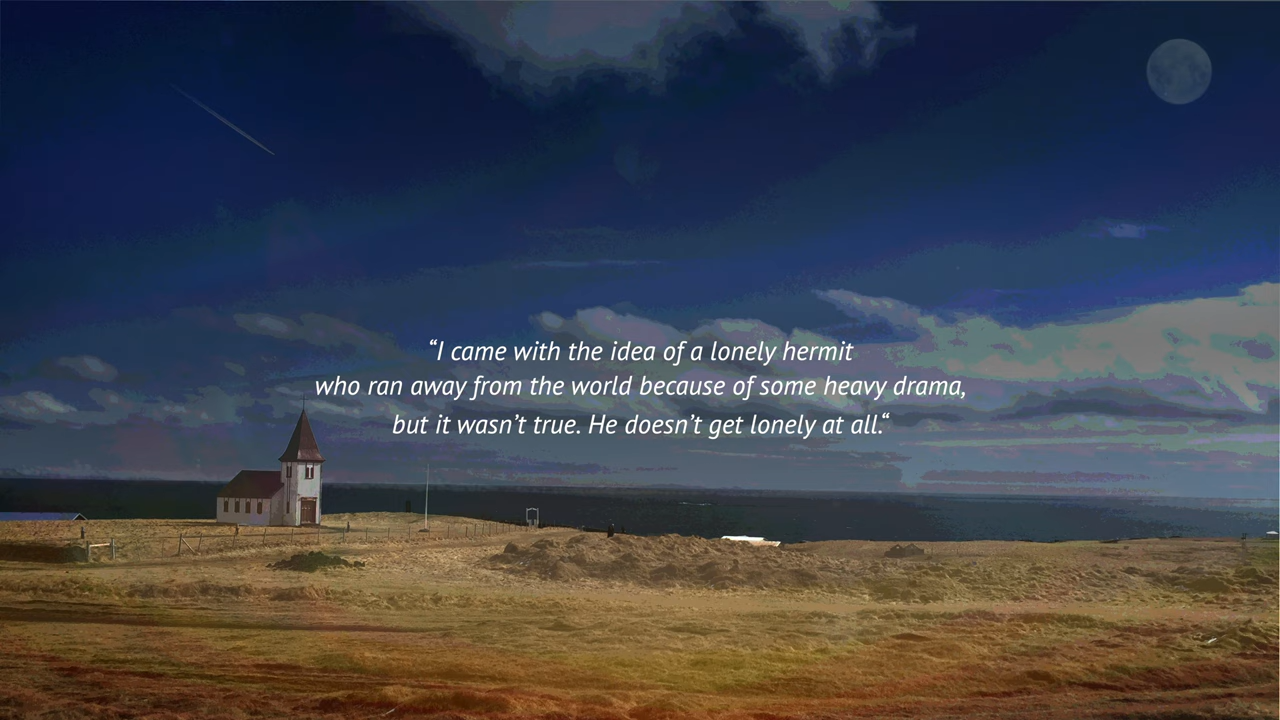 “I came with the idea of a lonely hermit
who ran away from the world because of some heavy drama,
but it wasn’t true. He doesn’t get lonely at all.“